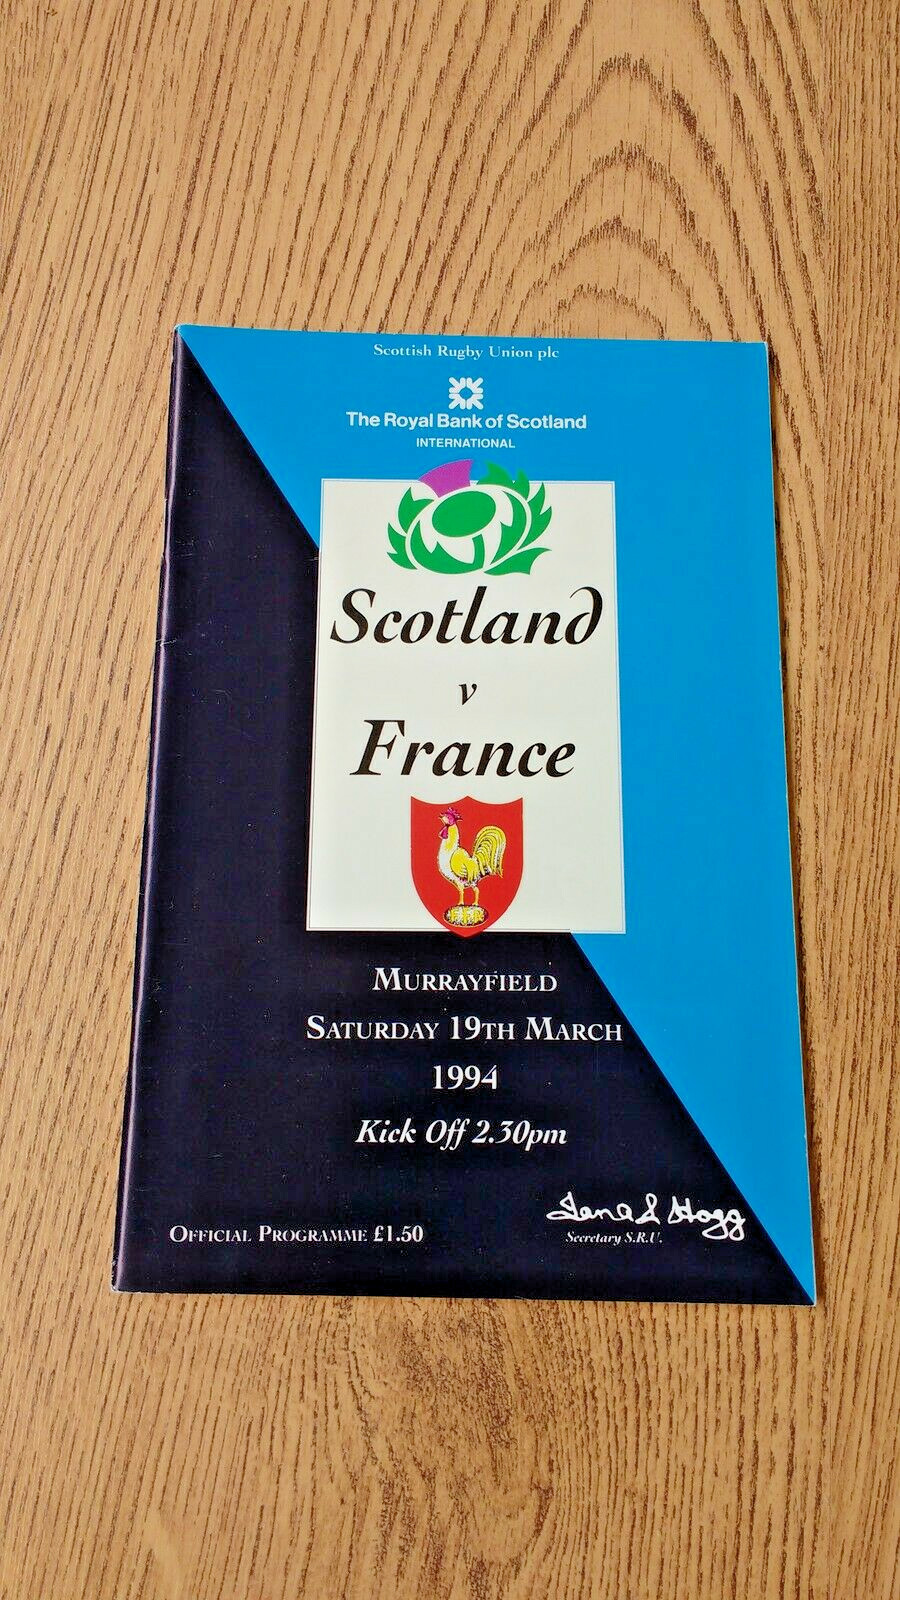 Scottish Rugby Union plc
The Royal Bank of Scotland
INTERNATIONAL
Scotland
v
France
F.F.R
MURRAYFIELD
SATURDAY 19TH MARCH
1994
Kick Off 2.30pm
Hogg
OFFICIAL PROGRAMME £1.50
Secretary S.R.U.